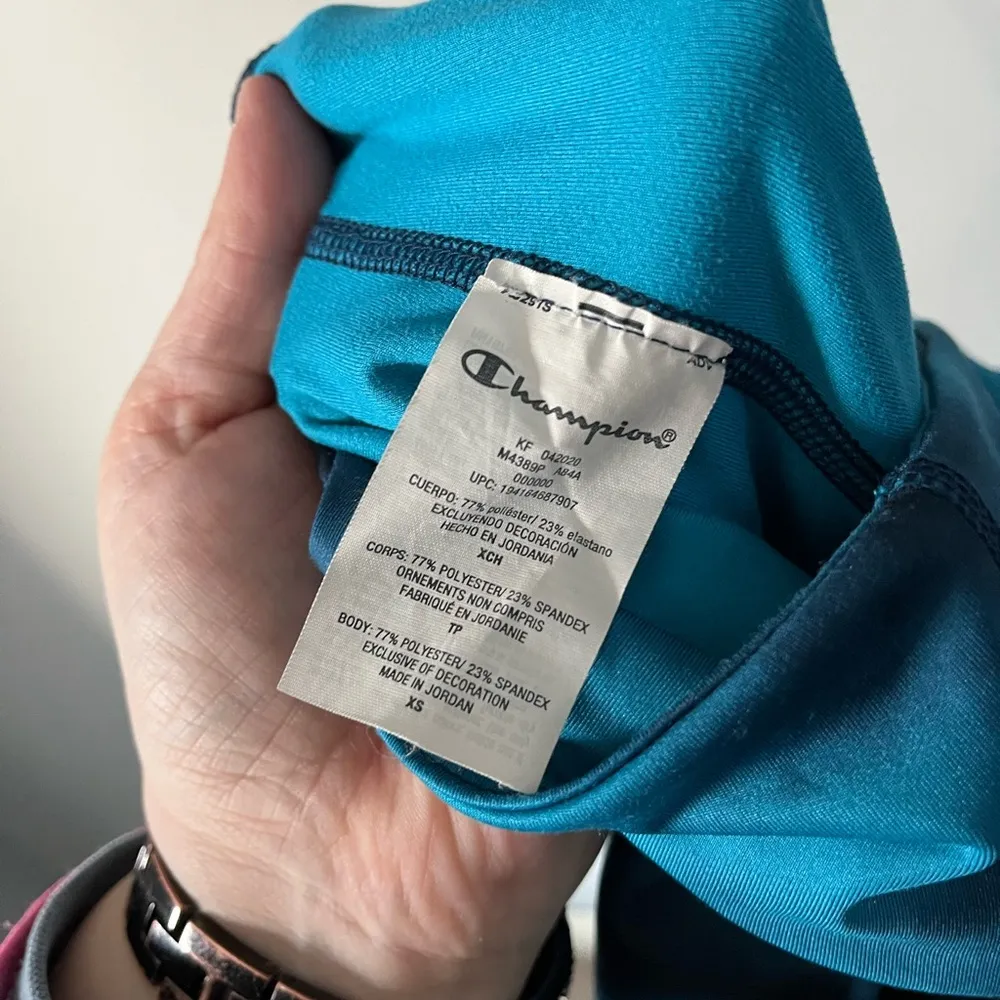 Champion®
KF 042020
M4389P A84A
000000
UPC: 194164687907
CUERPO: 77% poliéster/ 23% elastano
EXCLUYENDO DECORACIÓN
HECHO EN JORDANIA
XCH
CORPS: 77% POLYESTER/ 23% SPANDEX
ORNEMENTS NON COMPRIS
FABRIQUÉ EN JORDANIE
TP
BODY: 77% POLYESTER/ 23% SPANDEX
EXCLUSIVE OF DECORATION
MADE IN JORDAN
XS